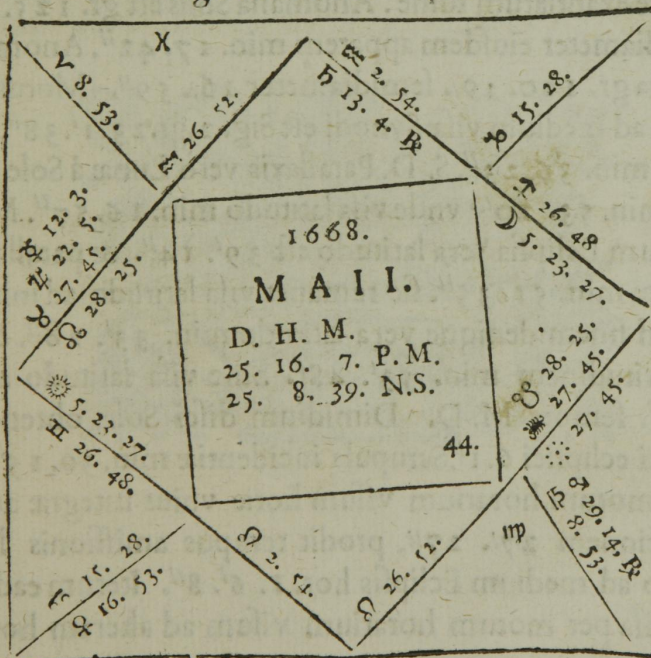 ♓
♈ 8. 53.
♒ 26. 52.
♒ 2. 54.
♄ 13. 4. ℞
♑ 15. 28.
♐ 26. 48
☽ 5. 23. 27.
☿ 12. 3.
♃ 22. 5.
♉ 27. 45.
☊ 28. 25.
1668.
MAII.
D. H. M.
25. 16. 7. P.M.
25. 8. 39. N.S.
44.
☋ 28. 25.
27. 45.
27 45.
☉ 5. 22. 27
♊ 26. 48.
♂ 29. 14. ℞
♎ 8. 53.
♋ 15. 28.
♀ 16. 53.
♌ 2. 54.
♌ 26. 52.
♍